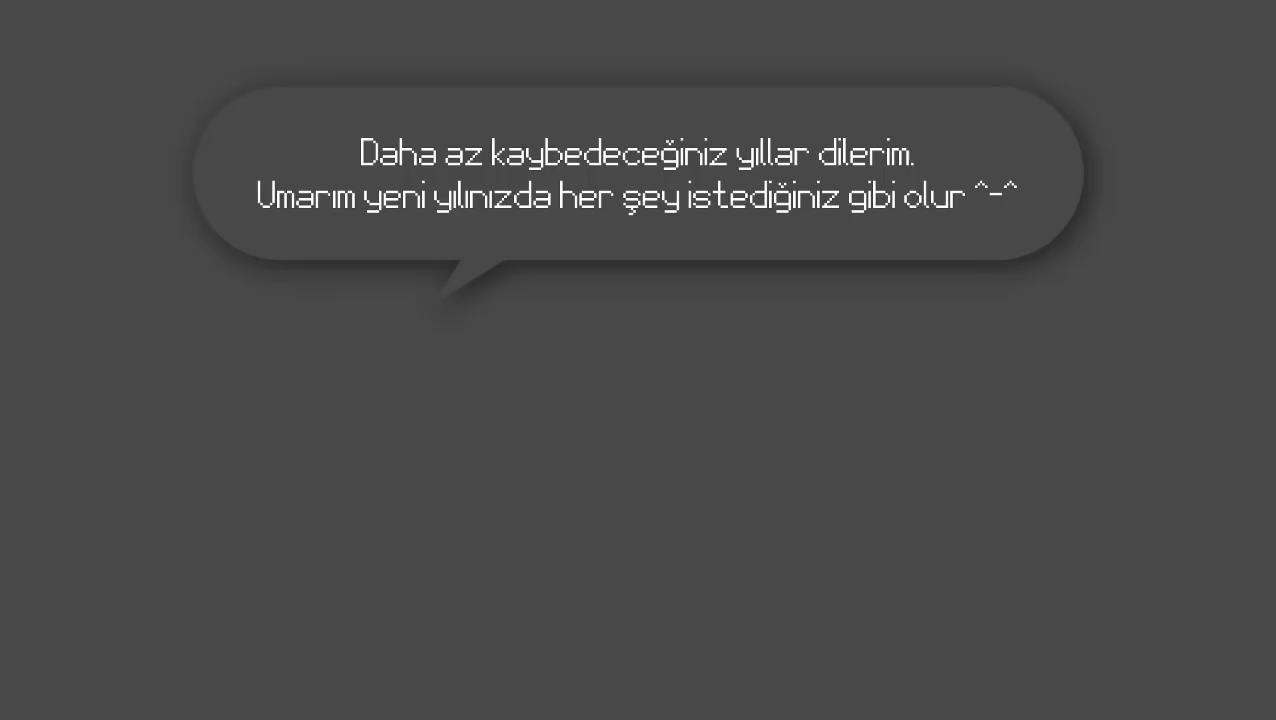 Daha az kaybedeceğiniz yıllar dilerim.
Umarım yeni yılınızda her şey istediğiniz gibi olur ^-^